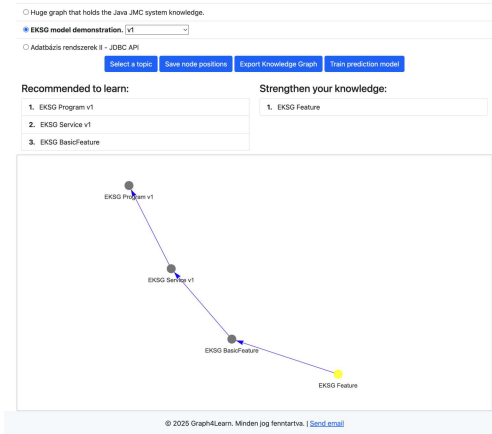 Huge graph that holds the Java JMC system knowledge.
EKSG model demonstration. v1
Adatbázis rendszerek II - JDBC API
Select a topic Save node positions Export Knowledge Graph Train prediction model
Recommended to learn:
1. EKSG Program v1
2. EKSG Service v1
3. EKSG BasicFeature
Strengthen your knowledge:
1. EKSG Feature
EKSG Program v1
EKSG Service v1
EKSG BasicFeature
EKSG Feature
© 2025 Graph4Learn. Minden jog fenntartva. | Send email